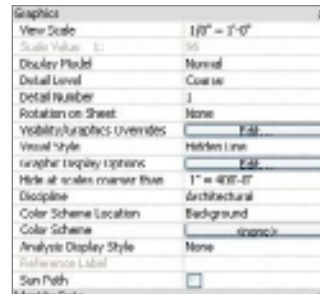 Graphics
View Scale 1/8" = 1'-0"
Scale Value 1: 96
Display Model Normal
Detail Level Coarse
Detail Number 1
Rotation on Sheet None
Visibility/Graphics Overrides Edit...
Visual Style Hidden Line
Graphic Display Options Edit...
Hide at scales coarser than 1" = 400'-0"
Discipline Architectural
Color Scheme Location Background
Color Scheme <none>
Analysis Display Style None
Reference Label
Sun Path
Identity Data